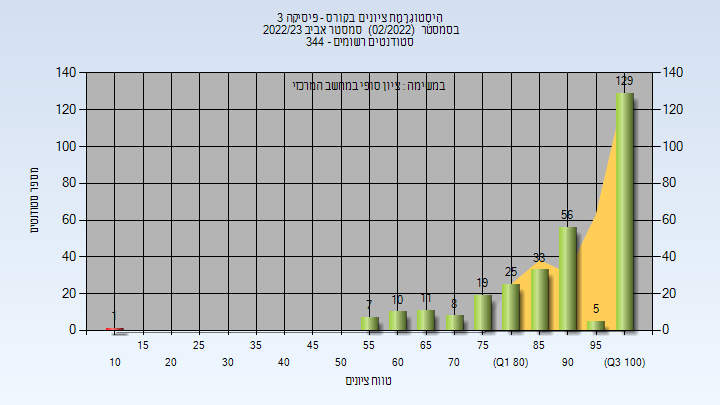 היסטוגרמת ציונים בקורס - פיסיקה 3
בסמסטר (02/2022) סמסטר אביב 2022/23
סטודנטים רשומים - 344
במשימה : ציון סופי במחשב המרכזי
מספר סטודנטים
140 120 100 80 60 40 20 0
140 120 100 80 60 40 20 0
1 7 10 11 8 19 25 33 56 5 129
15 25 35 45 55 65 75 85 95
10 20 30 40 50 60 70 (Q1 80) 90 (Q3 100)
טווח ציונים